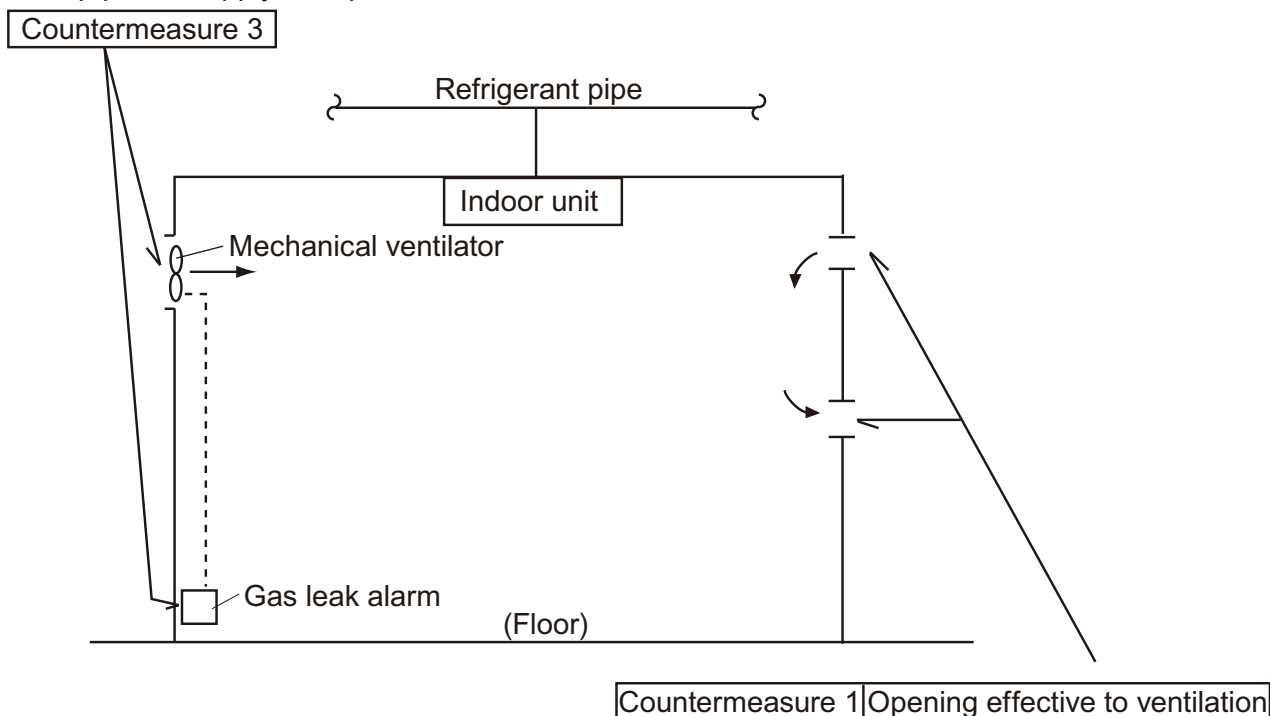 Countermeasure 3
Refrigerant pipe
Indoor unit
Mechanical ventilator
Gas leak alarm
(Floor)
Countermeasure 1 Opening effective to ventilation